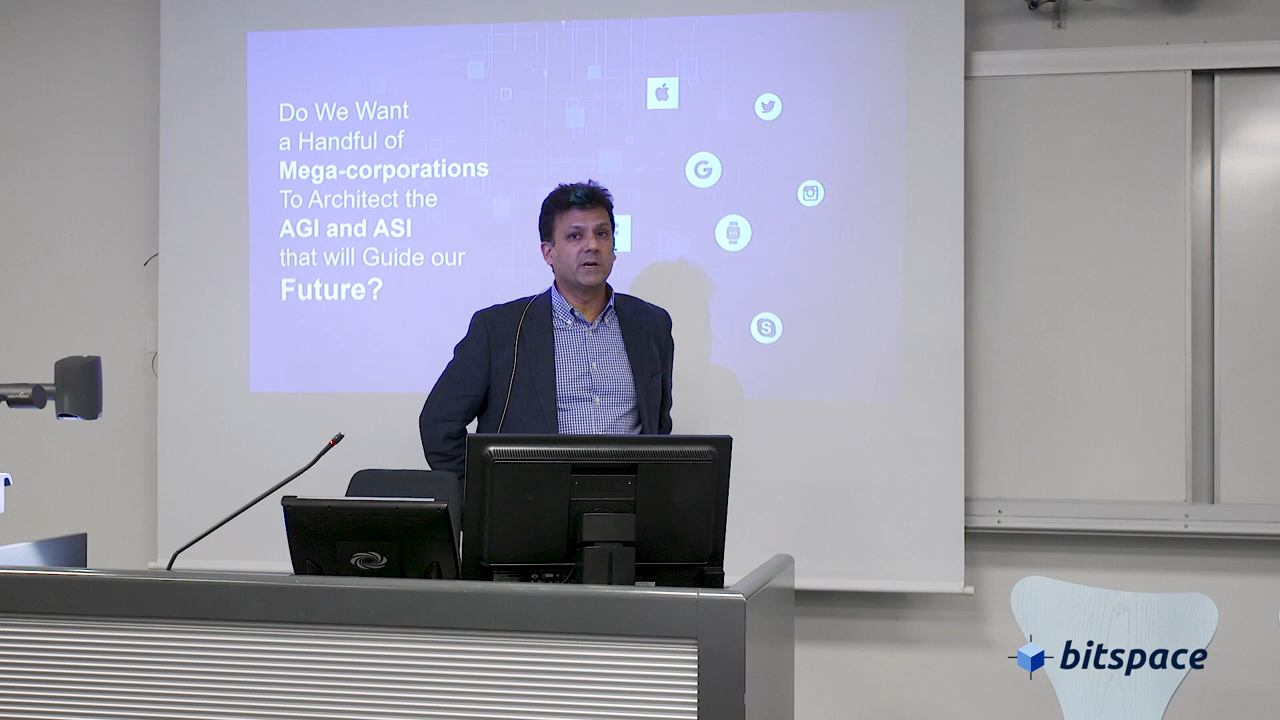 Do We Want
a Handful of
Mega-corporations
To Architect the
AGI and ASI
that will Guide our
Future?
G
S
bitspace